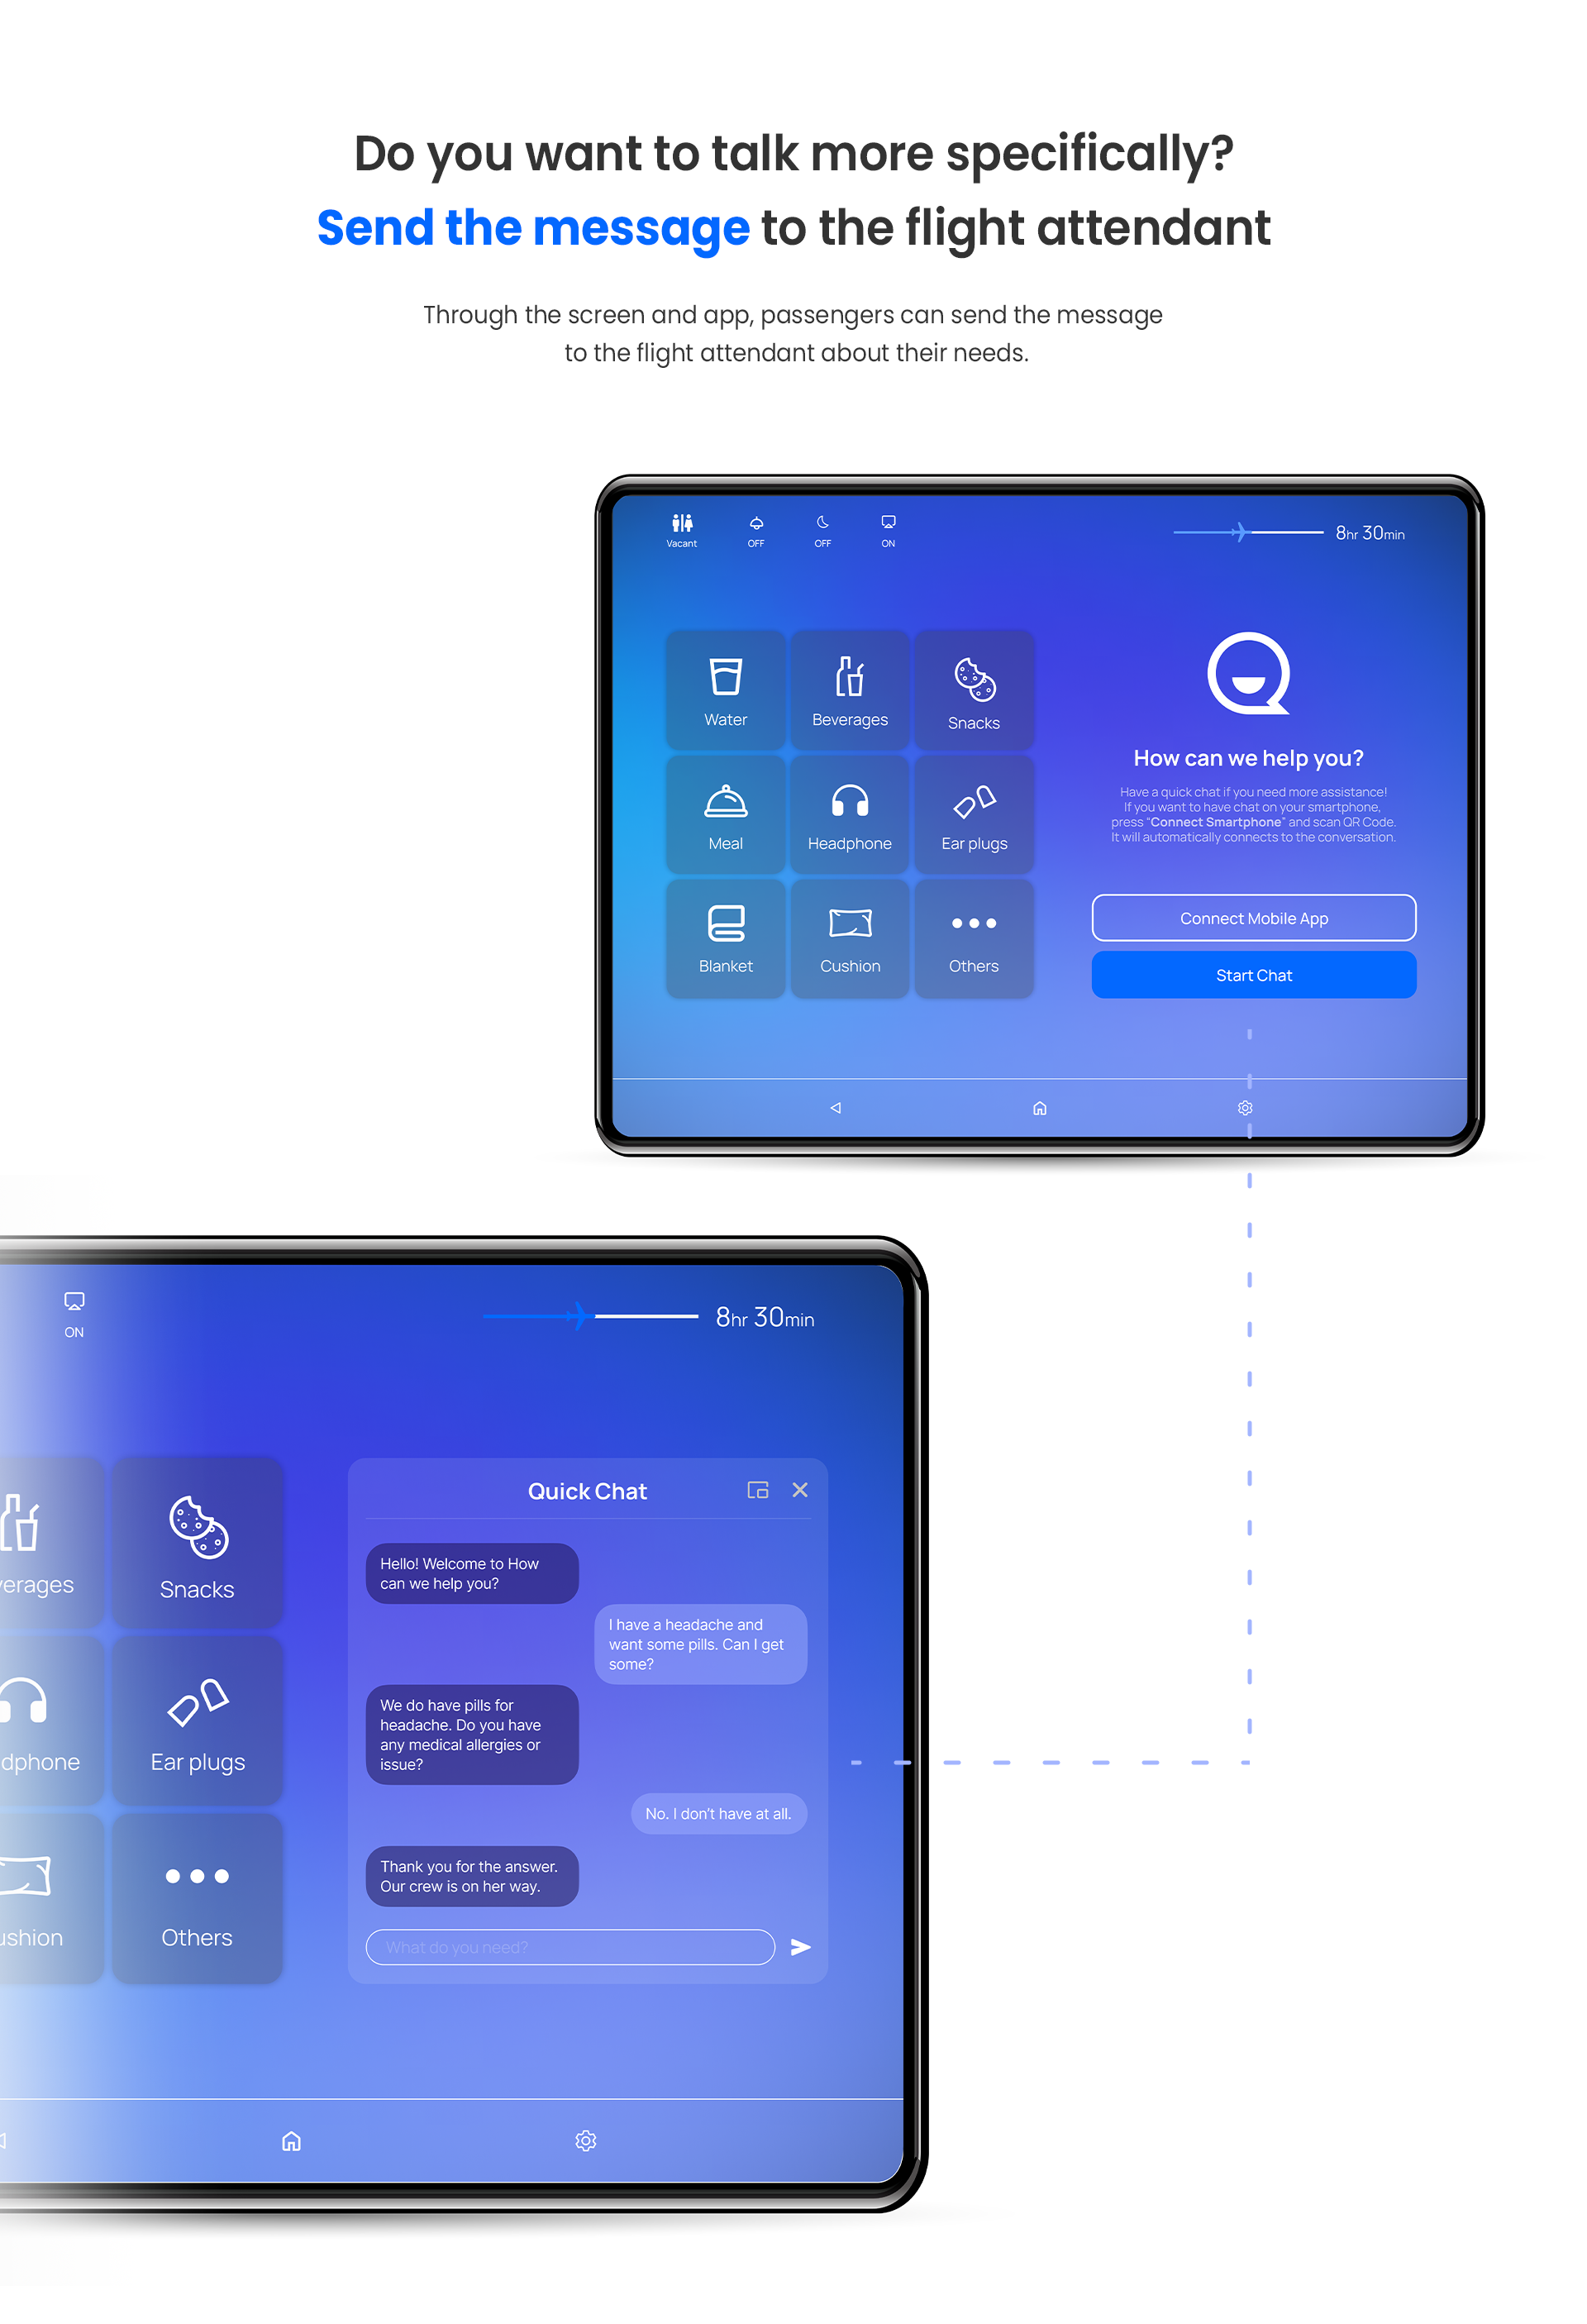 Do you want to talk more specifically?
Send the message to the flight attendant
Through the screen and app, passengers can send the message
to the flight attendant about their needs.
Vacant
OFF
OFF
ON
8hr 30min
Water
Beverages
Snacks
Meal
Headphone
Ear plugs
Blanket
Cushion
Others
How can we help you?
Have a quick chat if you need more assistance!
If you want to have chat on your smartphone,
press "Connect Smartphone" and scan QR Code.
It will automatically connects to the conversation.
Connect Mobile App
Start Chat
ON
8hr 30min
verages
Snacks
dphone
Ear plugs
ushion
Others
Quick Chat
Hello! Welcome to How
can we help you?
I have a headache and
want some pills. Can I get
some?
We do have pills for
headache. Do you have
any medical allergies or
issue?
No. I don't have at all.
Thank you for the answer.
Our crew is on her way.
What do you need?